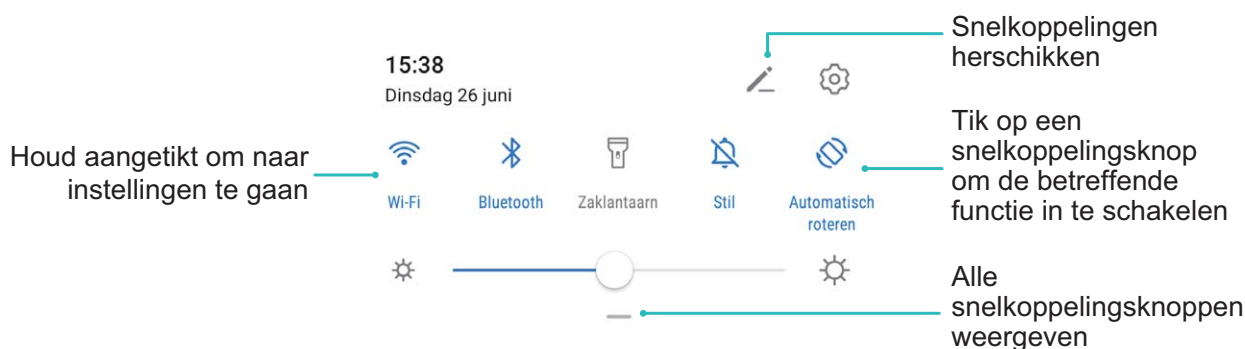 Snelkoppelingen
herschikken
15:38
Dinsdag 26 juni
Houd aangetikt om naar
instellingen te gaan
Tik op een
snelkoppelingsknop
om de betreffende
functie in te schakelen
Wi-Fi
Bluetooth
Zaklantaarn
Stil
Automatisch
roteren
Alle
snelkoppelingsknoppen
weergeven